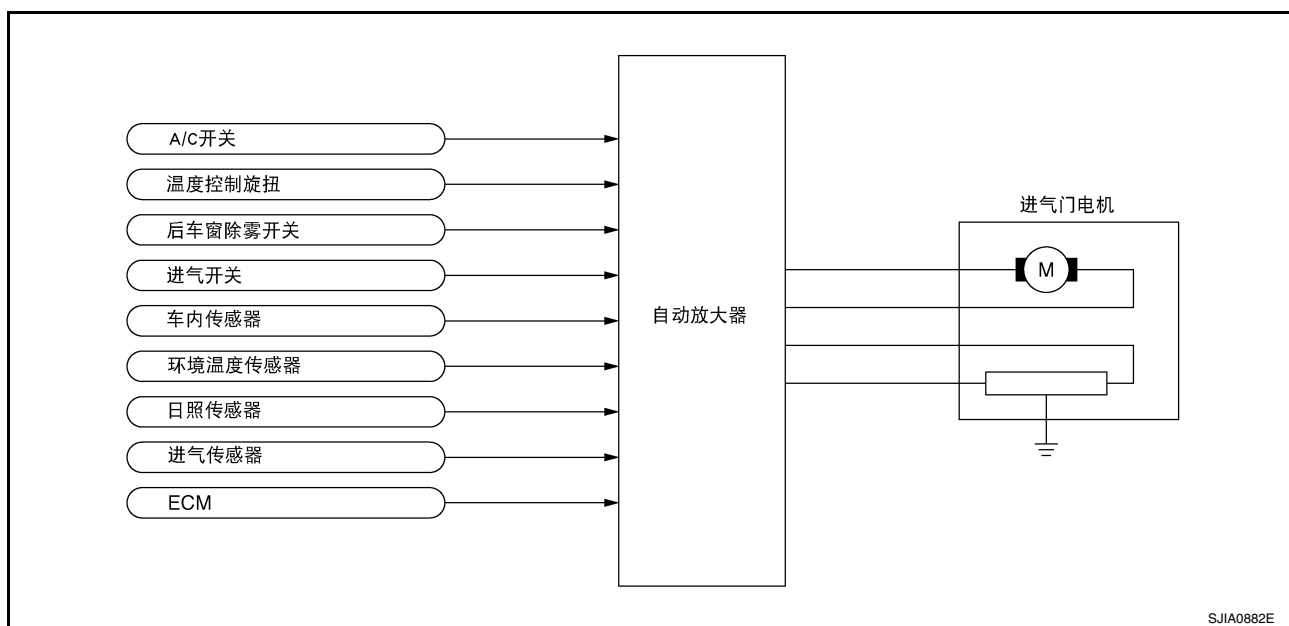 A/C开关
温度控制旋扭
后车窗除雾开关
进气开关
车内传感器
环境温度传感器
日照传感器
进气传感器
ECM
自动放大器
进气门电机
M
SJIA0882E